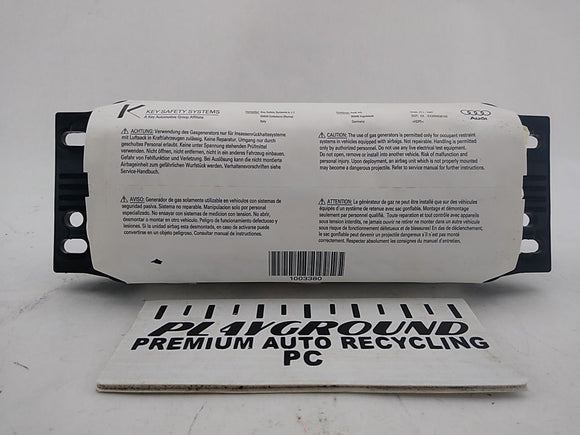 K
KEY SAFETY SYSTEMS
A Key Automotive Group Affiliate
Italy
Germany
Audi
ACHTUNG: Verwendung des Gasgenerators nur für Insassenrückhaltesysteme
mit Luftsack in Kraftfahrzeugen zulässig. Keine Reparatur. Umgang nur durch
geschultes Personal erlaubt. Keine unter Spannung stehenden Prüfmittel
verwenden. Nicht öffnen, nicht in ein anderes Fahrzeug einbauen.
Gefahr von Fehlfunktion und Verletzung. Bei Auslösung kann die nicht montierte
Airbageinheit zum gefährlichen Wurfstück werden. Verhaltensvorschriften siehe
Service-Handbuch.
CAUTION: The use of gas generators is permitted only for occupant restraint
systems in vehicles equipped with airbags. Not repairable. Handling is permitted
only by authorized personnel. Do not use any live electrical test equipment.
Do not open, remove or install into another vehicle. Risk of malfunction and
personal injury. Upon deployment, an airbag unit which is not properly mounted
may become a dangerous projectile. Refer to service manual for further instructions.
AVISO: Generador de gas solamente utilizable en vehículos con sistemas de
seguridad pasiva. Sistema no reparable. Manipulacion solo por personal
especializado. No ensayar con sistemas de medicion con tension. No abrir,
desmontar o montar en otro vehículo. Peligro de funcionamiento defectuoso y
lesiones. Si la unidad airbag esta desmontada, en caso de activarse puede
convertirse en un objeto peligroso. Consultar manual de instrucciones.
ATTENTION: Le générateur de gaz ne peut être installé que sur des véhicules
équipés d'un système de retenue avec sac gonflable. Montage et démontage
seulement par personnel qualifié. Toute réparation et tout contrôle avec appareils
sous tension interdits. Ne jamais ouvrir ne monter dans un autre véhicule sous
risque de fonctionnement défectueux et de blessures! En cas de déclenchement,
le sac gonflable peut devenir un projectile dangereux s'il n'est pas monté
correctement. Respecter absolument les consignes du manuel d'entretien.
1003380
PLAYGROUND
PREMIUM AUTO RECYCLING
PC